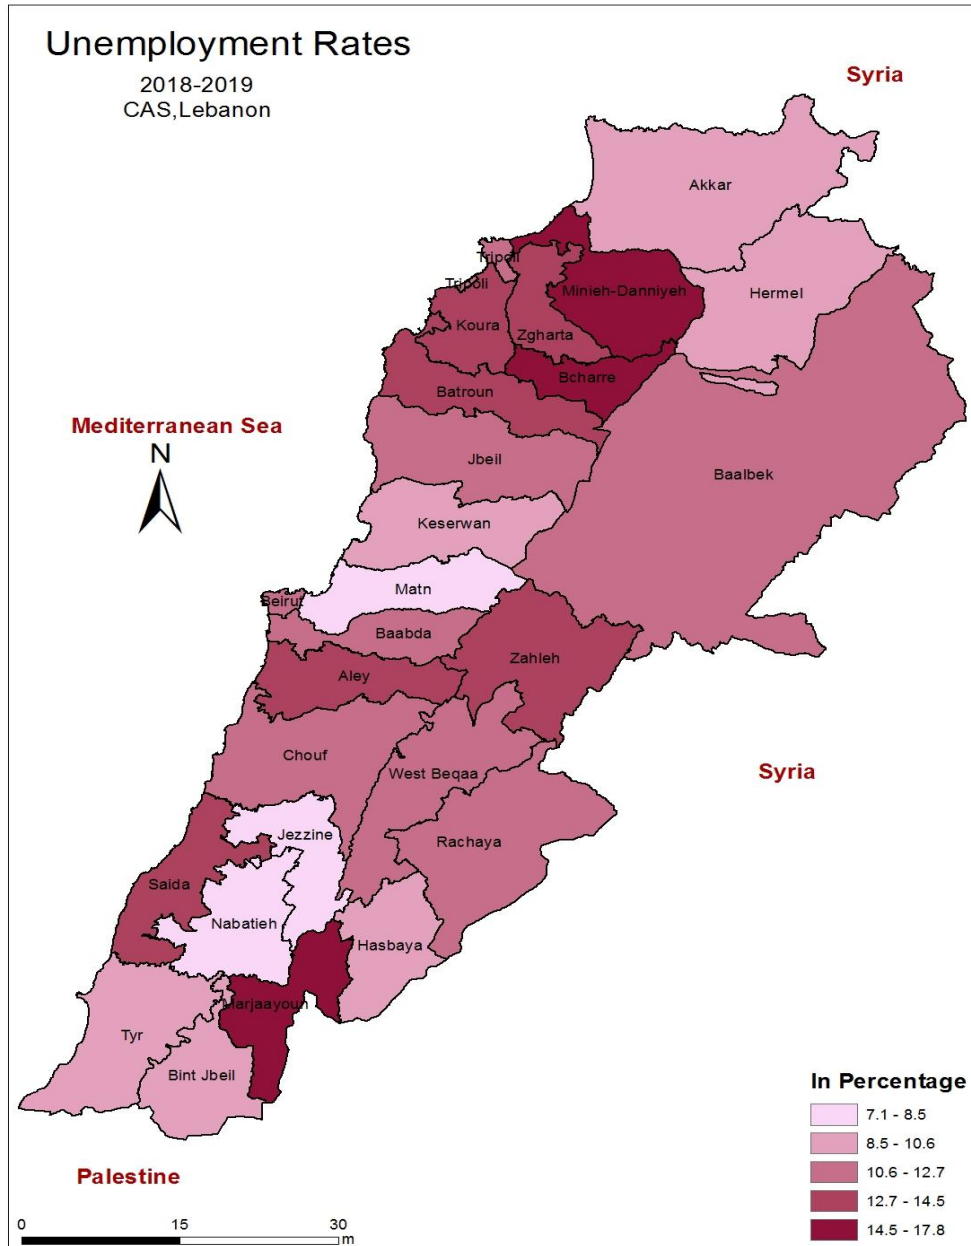 Unemployment Rates
2018-2019
CAS,Lebanon
Syria
Akkar
Tripoli
Tripoli
Minieh-Danniyeh
Hermel
Koura
Zgharta
Bcharre
Batroun
Mediterranean Sea
N
Jbeil
Baalbek
Keserwan
Matn
Beirut
Baabda
Zahleh
Aley
Chouf
West Beqaa
Syria
Jezzine
Rachaya
Saida
Nabatieh
Hasbaya
Marjaayoun
Tyr
Bint Jbeil
In Percentage
7.1 - 8.5
8.5 - 10.6
10.6 - 12.7
12.7 - 14.5
14.5 - 17.8
Palestine
0 15 30
m